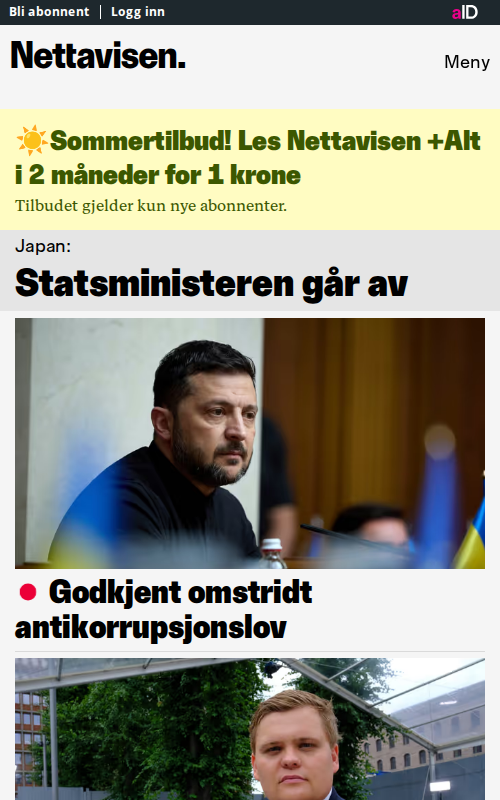 Bli abonnent | Logg inn
aID
Nettavisen.
Meny
☀️Sommertilbud! Les Nettavisen +Alt
i 2 måneder for 1 krone
Tilbudet gjelder kun nye abonnenter.
Japan:
Statsministeren går av
Godkjent omstridt
antikorrupsjonslov